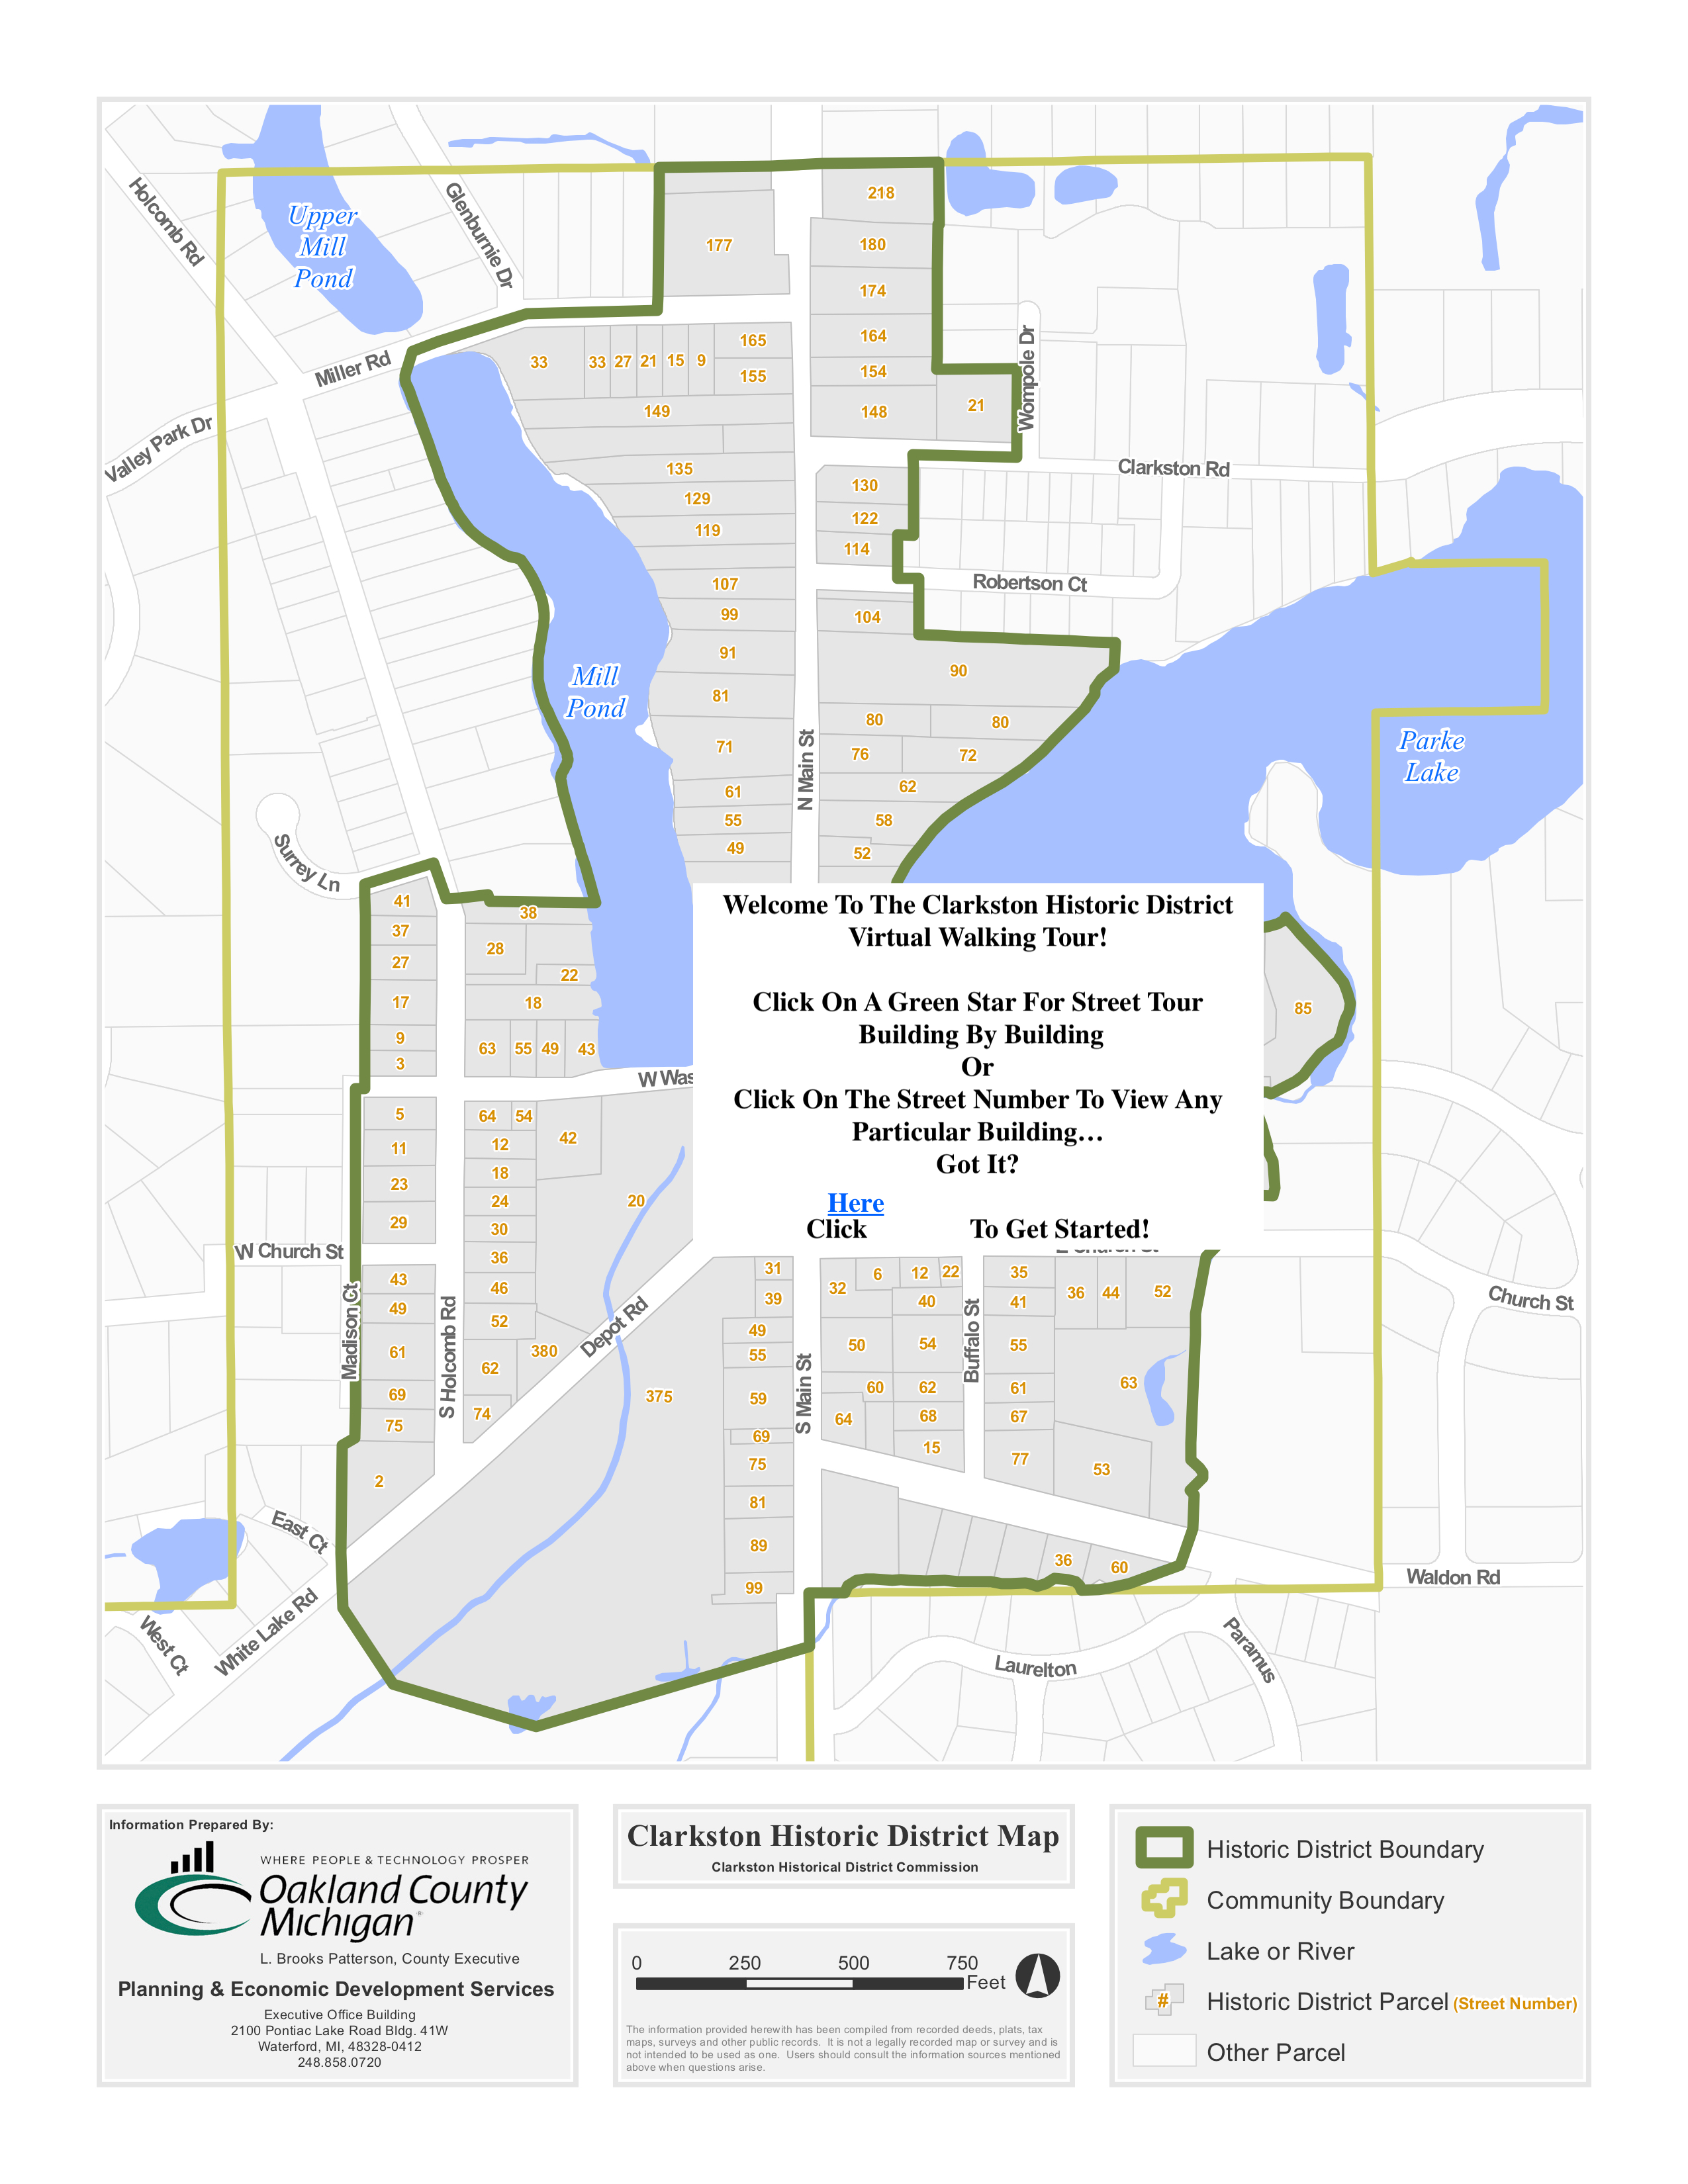 218
180
177
174
164
154
148
21
165
155
33
33
27
21
15
9
149
135
129
119
107
99
91
81
71
61
55
49
130
122
114
104
90
80
80
76
72
62
58
52
Holcomb Rd
Glenburnie Dr
Upper
Mill
Pond
Miller Rd
Valley Park Dr
Wompole Dr
Clarkston Rd
Robertson Ct
Mill
Pond
N Main St
Parke
Lake
Surrey Ln
Welcome To The Clarkston Historic District
Virtual Walking Tour!
Click On A Green Star For Street Tour
Building By Building
Or
Click On The Street Number To View Any
Particular Building…
Got It?
Here
Click To Get Started!
41
37
27
17
9
3
38
28
22
18
63
55
49
43
85
W Was
5
11
23
29
64
54
12
18
24
30
36
46
52
62
74
42
20
380
375
W Church St
43
49
61
69
75
2
Madison Ct
S Holcomb Rd
Depot Rd
31
39
49
55
59
69
75
81
89
99
S Main St
32
6
12
22
40
50
54
60
62
64
68
15
Buffalo St
35
41
55
61
67
77
36
44
52
63
53
36
60
Church St
East Ct
West Ct
White Lake Rd
Waldon Rd
Laurelton
Paramus
Information Prepared By:
WHERE PEOPLE & TECHNOLOGY PROSPER
Oakland County
Michigan
L. Brooks Patterson, County Executive
Planning & Economic Development Services
Executive Office Building
2100 Pontiac Lake Road Bldg. 41W
Waterford, MI, 48328-0412
248.858.0720
Clarkston Historic District Map
Clarkston Historical District Commission
0 250 500 750
Feet
The information provided herewith has been compiled from recorded deeds, plats, tax
maps, surveys and other public records. It is not a legally recorded map or survey and is
not intended to be used as one. Users should consult the information sources mentioned
above when questions arise.
Historic District Boundary
Community Boundary
Lake or River
# Historic District Parcel (Street Number)
Other Parcel